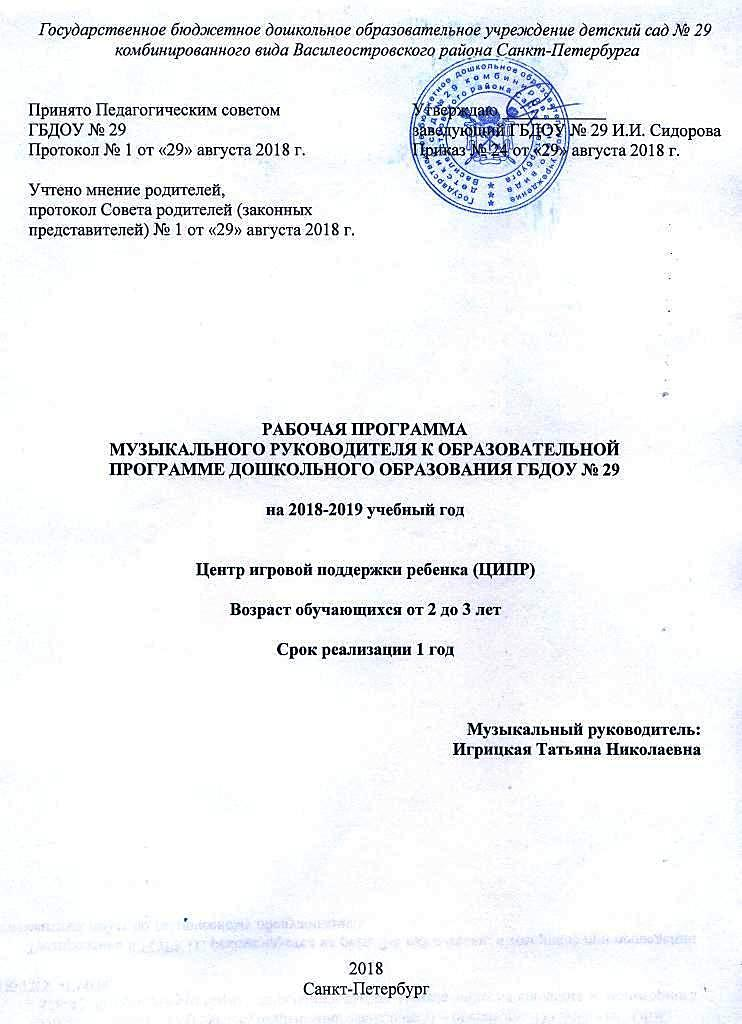 Государственное бюджетное дошкольное образовательное учреждение детский сад № 29
комбинированного вида Василеостровского района Санкт-Петербурга
Принято Педагогическим советом
ГБДОУ № 29
Протокол № 1 от «29» августа 2018 г.
Учтено мнение родителей,
протокол Совета родителей (законных
представителей) № 1 от «29» августа 2018 г.
Утверждаю
заведующий ГБДОУ № 29 И.И. Сидорова
Приказ № 24 от «29» августа 2018 г.
РАБОЧАЯ ПРОГРАММА
МУЗЫКАЛЬНОГО РУКОВОДИТЕЛЯ К ОБРАЗОВАТЕЛЬНОЙ
ПРОГРАММЕ ДОШКОЛЬНОГО ОБРАЗОВАНИЯ ГБДОУ № 29
на 2018-2019 учебный год
Центр игровой поддержки ребенка (ЦИПР)
Возраст обучающихся от 2 до 3 лет
Срок реализации 1 год
Музыкальный руководитель:
Игрицкая Татьяна Николаевна
2018
Санкт-Петербург